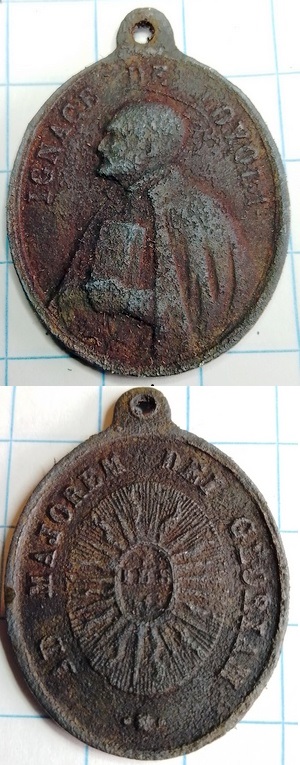 IGNACE DE LOYOLA
AD MAJOREM DEI GLORIAM
IHS